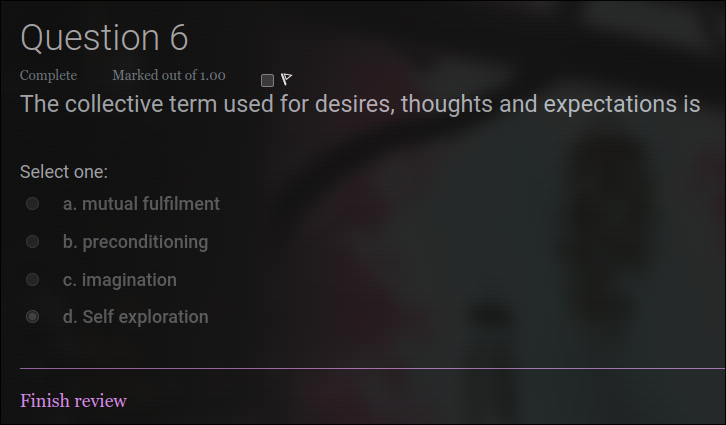 Question 6
Complete Marked out of 1.00
The collective term used for desires, thoughts and expectations is
Select one:
a. mutual fulfilment
b. preconditioning
c. imagination
d. Self exploration
Finish review